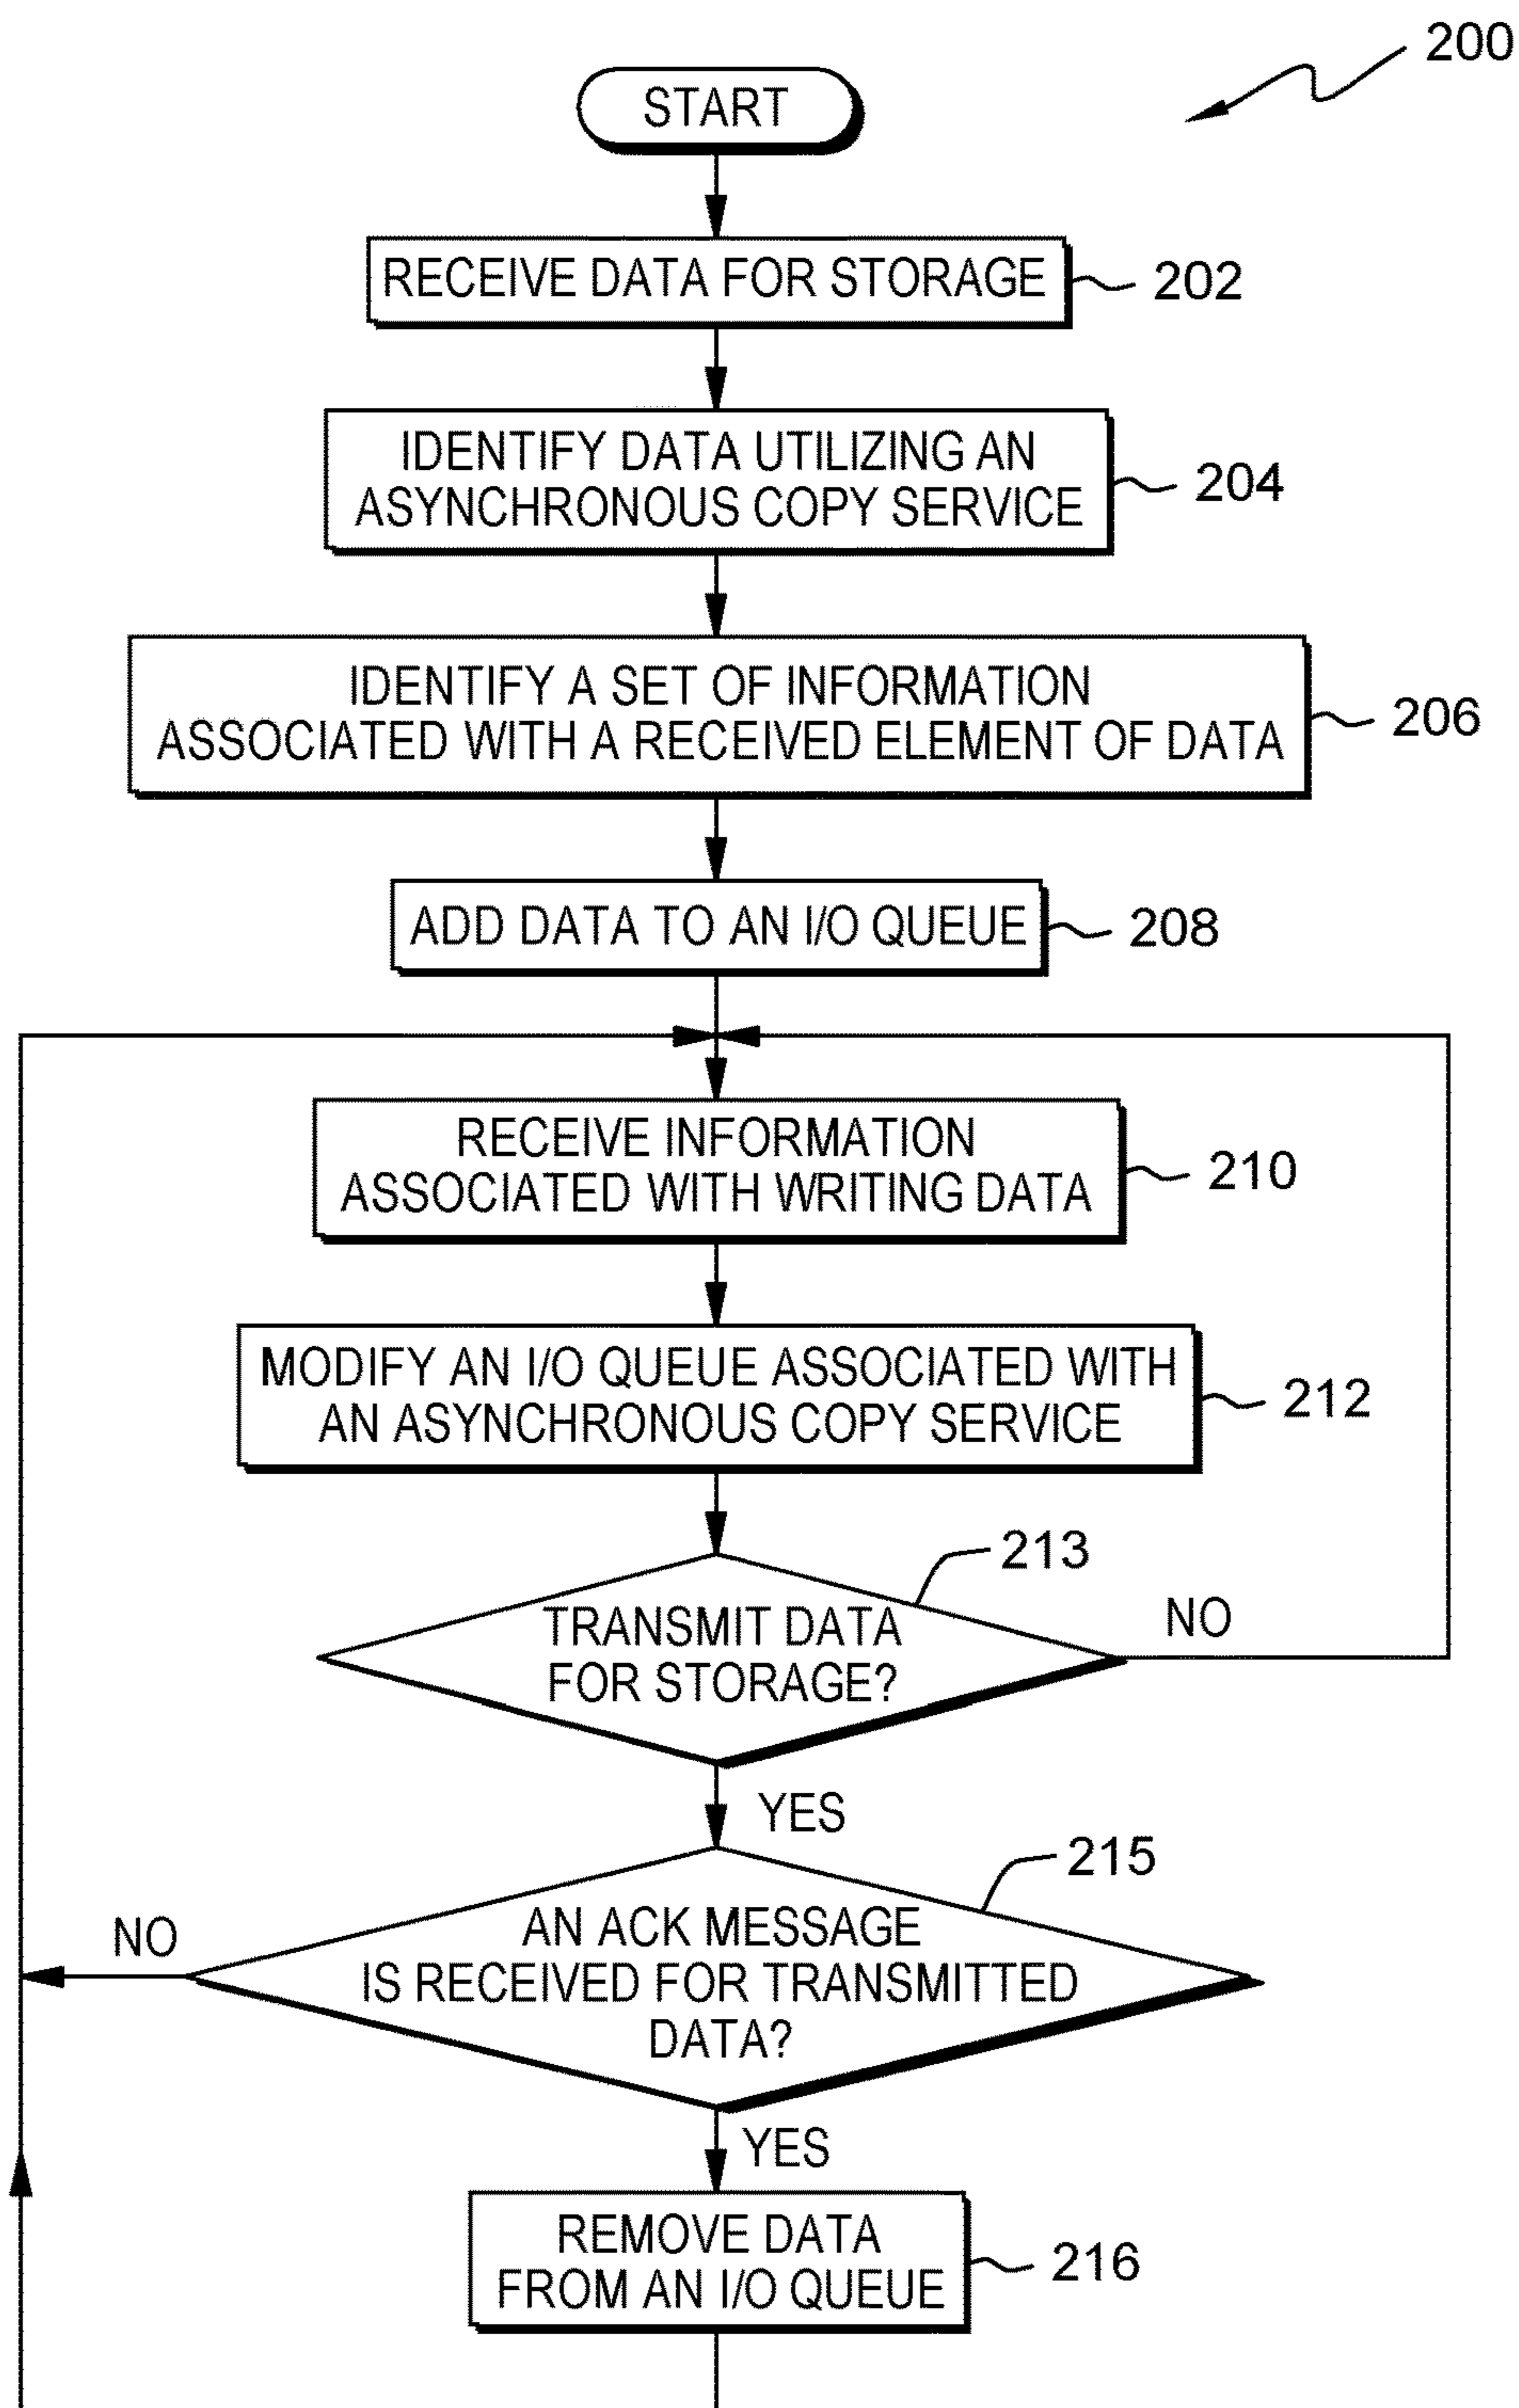 200
START
RECEIVE DATA FOR STORAGE
202
IDENTIFY DATA UTILIZING AN
ASYNCHRONOUS COPY SERVICE
204
IDENTIFY A SET OF INFORMATION
ASSOCIATED WITH A RECEIVED ELEMENT OF DATA
206
ADD DATA TO AN I/O QUEUE
208
RECEIVE INFORMATION
ASSOCIATED WITH WRITING DATA
210
MODIFY AN I/O QUEUE ASSOCIATED WITH
AN ASYNCHRONOUS COPY SERVICE
212
213
TRANSMIT DATA
FOR STORAGE?
NO
YES
215
AN ACK MESSAGE
IS RECEIVED FOR TRANSMITTED
DATA?
NO
YES
REMOVE DATA
FROM AN I/O QUEUE
216